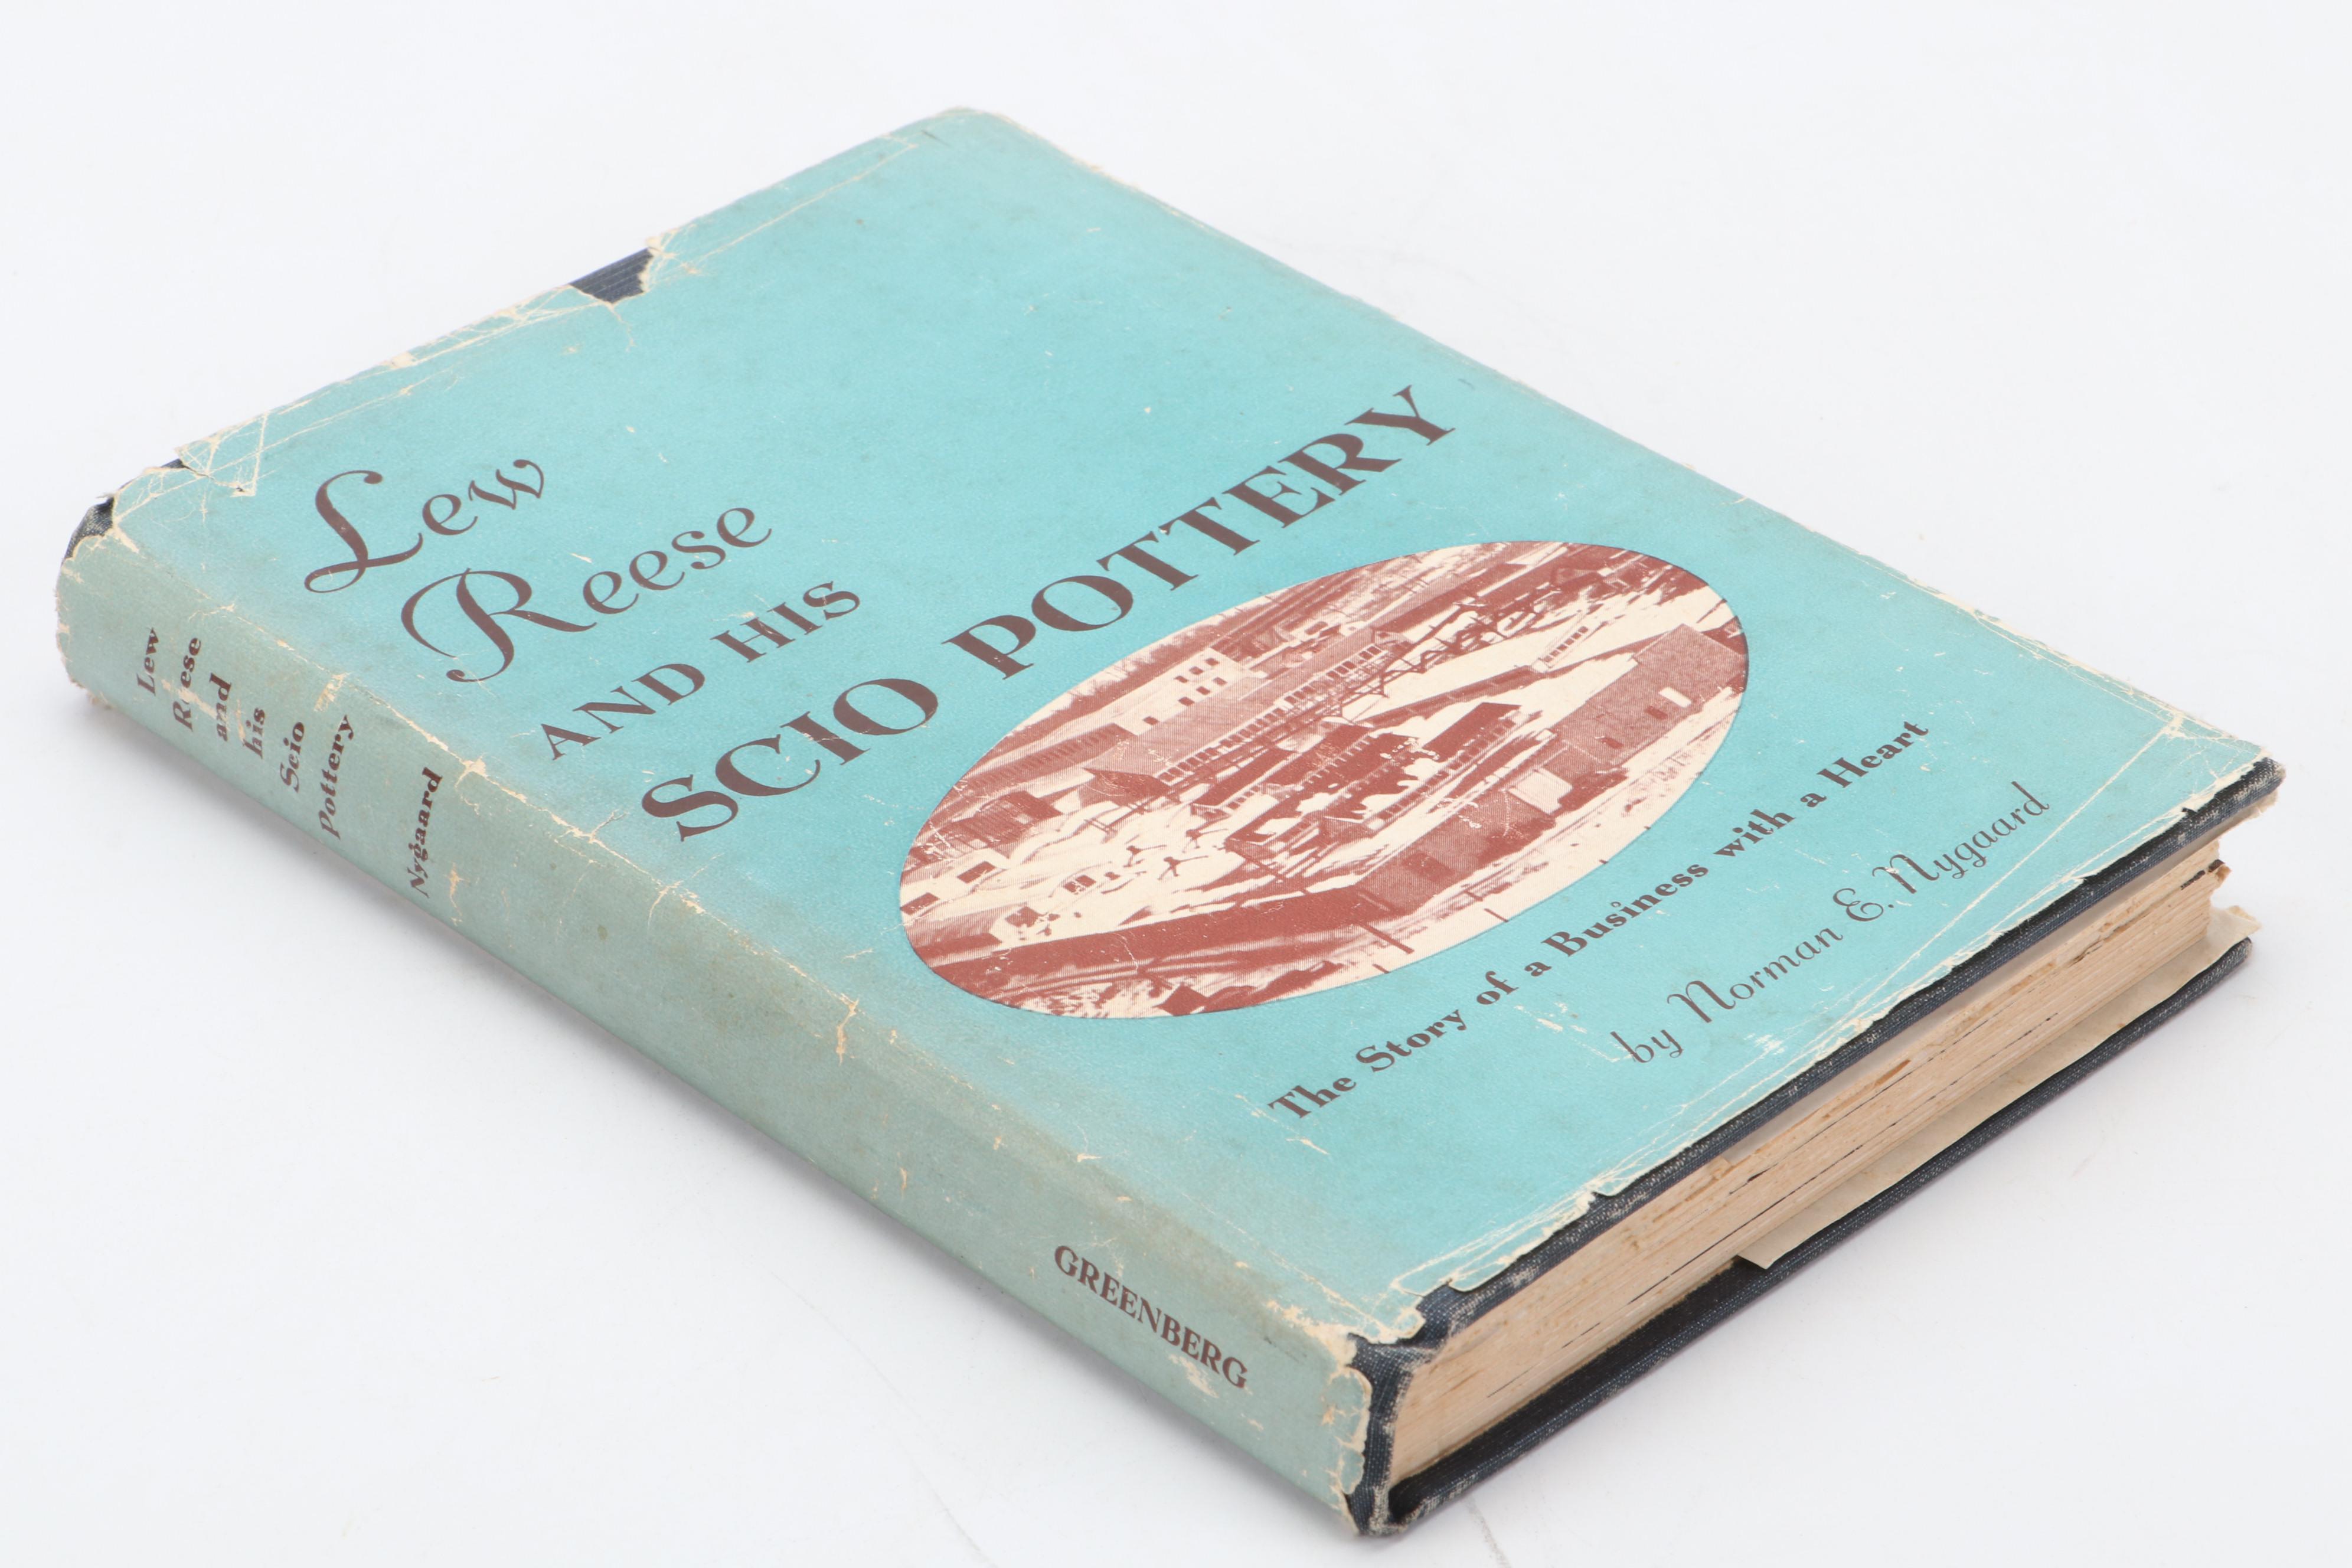 Lew
Reese
AND HIS
SCIO POTTERY
The Story of a Business with a Heart
by Norman E. Nygaard
Lew
Reese
and
his
Scio
Pottery
Nygaard
GREENBERG